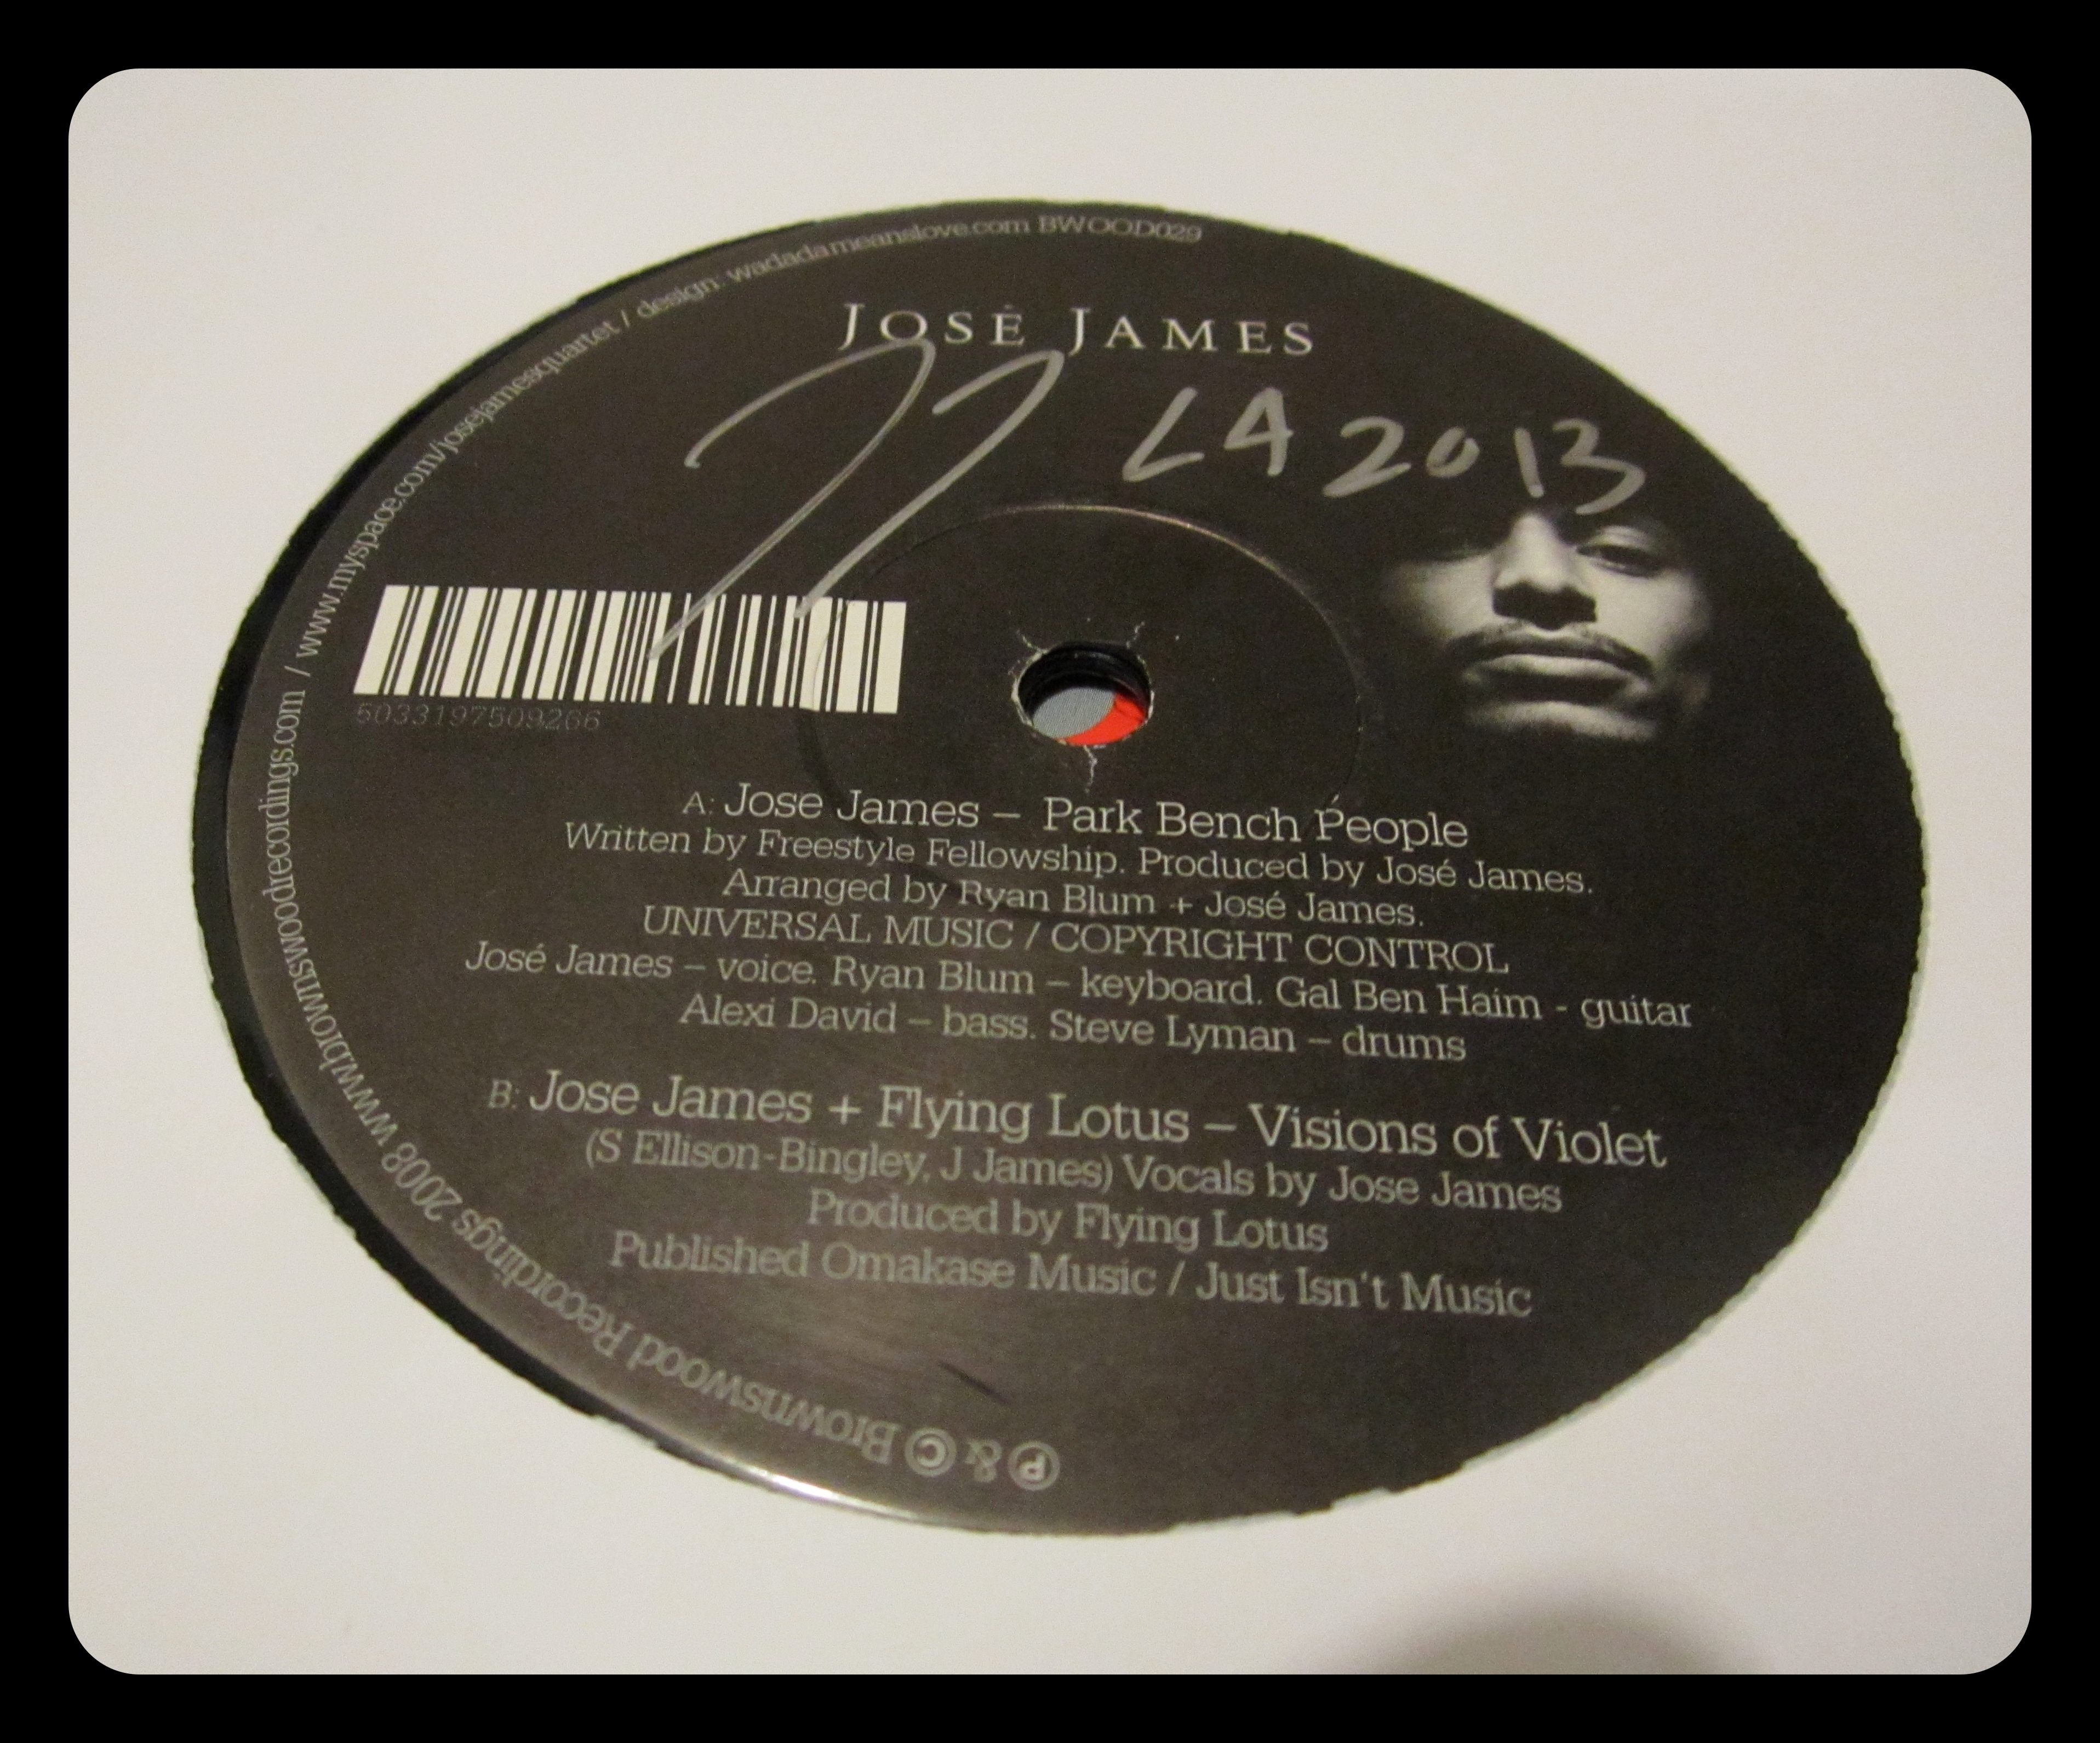 ℗ & © Brownswood Recordings 2008 www.brownswoodrecordings.com / www.myspace.com/josejamesquartet / design: wadadameanslove.com BWOOD029
JOSÉ JAMES
JJ LA 2013
5033197509266
A: Jose James – Park Bench People
Written by Freestyle Fellowship. Produced by José James.
Arranged by Ryan Blum + José James.
UNIVERSAL MUSIC / COPYRIGHT CONTROL
José James – voice. Ryan Blum – keyboard. Gal Ben Haim - guitar
Alexi David – bass. Steve Lyman – drums
B: Jose James + Flying Lotus – Visions of Violet
(S Ellison-Bingley, J James) Vocals by Jose James
Produced by Flying Lotus
Published Omakase Music / Just Isn't Music